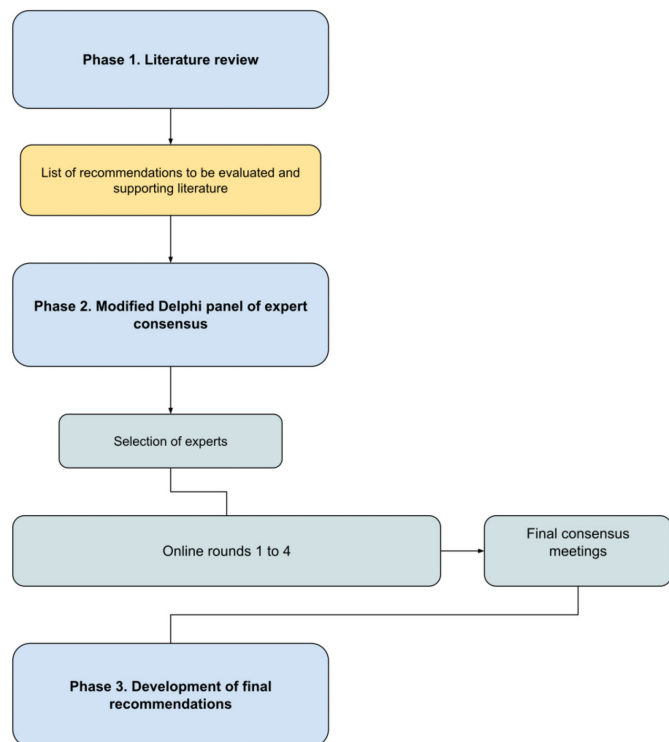 Phase 1. Literature review
List of recommendations to be evaluated and
supporting literature
Phase 2. Modified Delphi panel of expert
consensus
Selection of experts
Online rounds 1 to 4
Final consensus
meetings
Phase 3. Development of final
recommendations